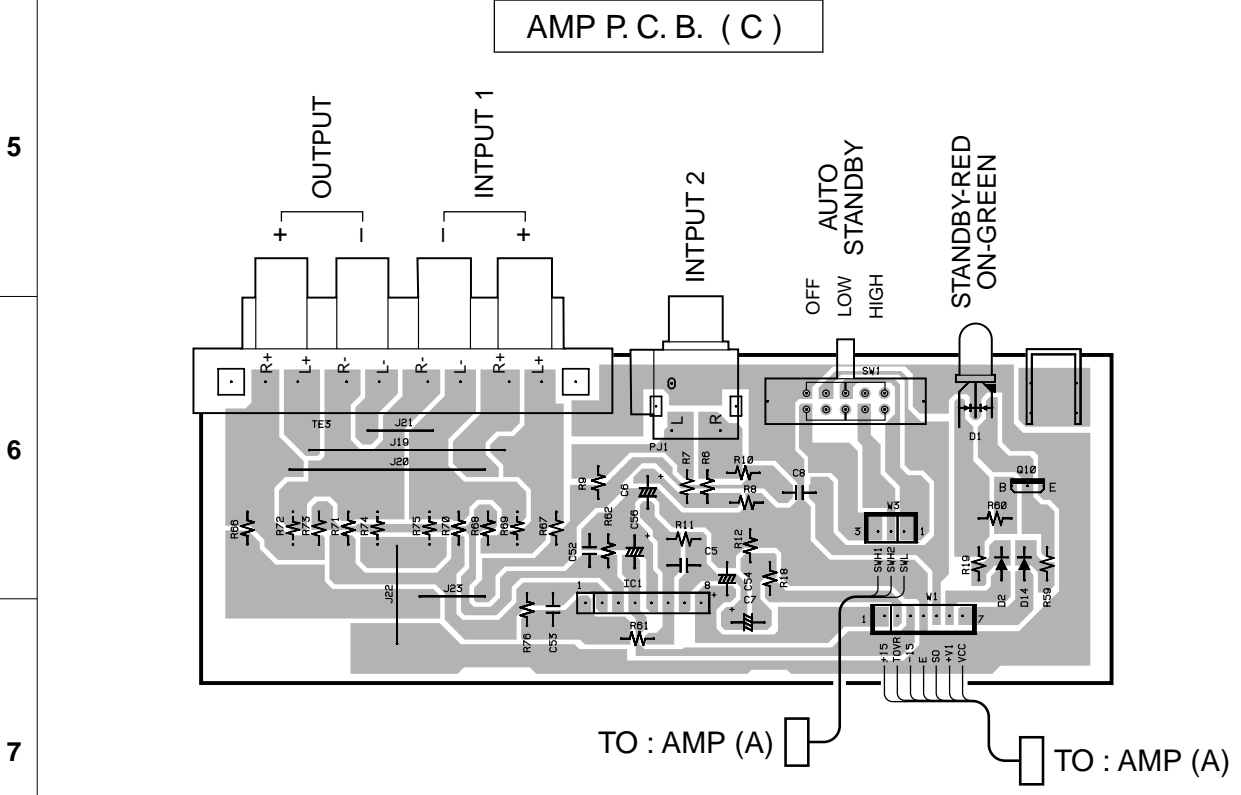 AMP P. C. B. ( C )
5
6
7
OUTPUT
INTPUT 1
INTPUT 2
AUTO
STANDBY
STANDBY-RED
ON-GREEN
+ – – +
OFF
LOW
HIGH
R+ L+ R- L- R- L- R+ L+
TE3
J21
J19
J20
PJ1
L R
SW1
D1
Q10
B E
R9
C6
R7
R6
R10
R8
C8
W3
3 1
R60
R66
R72
R73
R71
R74
R75
R70
R68
R69
R67
C52
R62
C56
+
R11
C5
+
R12
C54
R18
SWH1
SWH2
SWL
R19
D2
D14
R59
J22
J23
R76
C53
1 IC1 8
+
R61
C7
+
W1
1 7
+15
TOVR
-15
E
SO
+V1
VCC
TO : AMP (A)
TO : AMP (A)